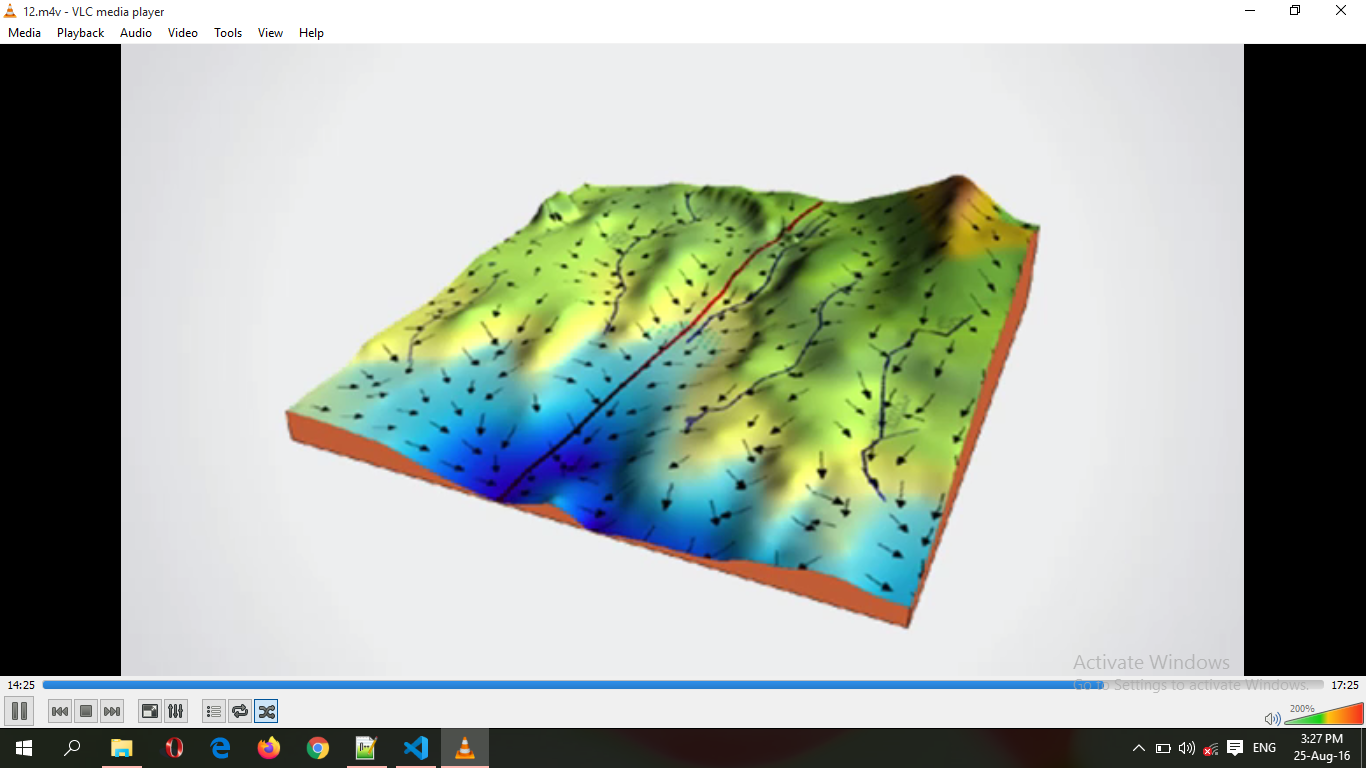 12.m4v - VLC media player
Media Playback Audio Video Tools View Help
Activate Windows
Go to Settings to activate Windows.
14:25
17:25
200%
ENG
3:27 PM
25-Aug-16